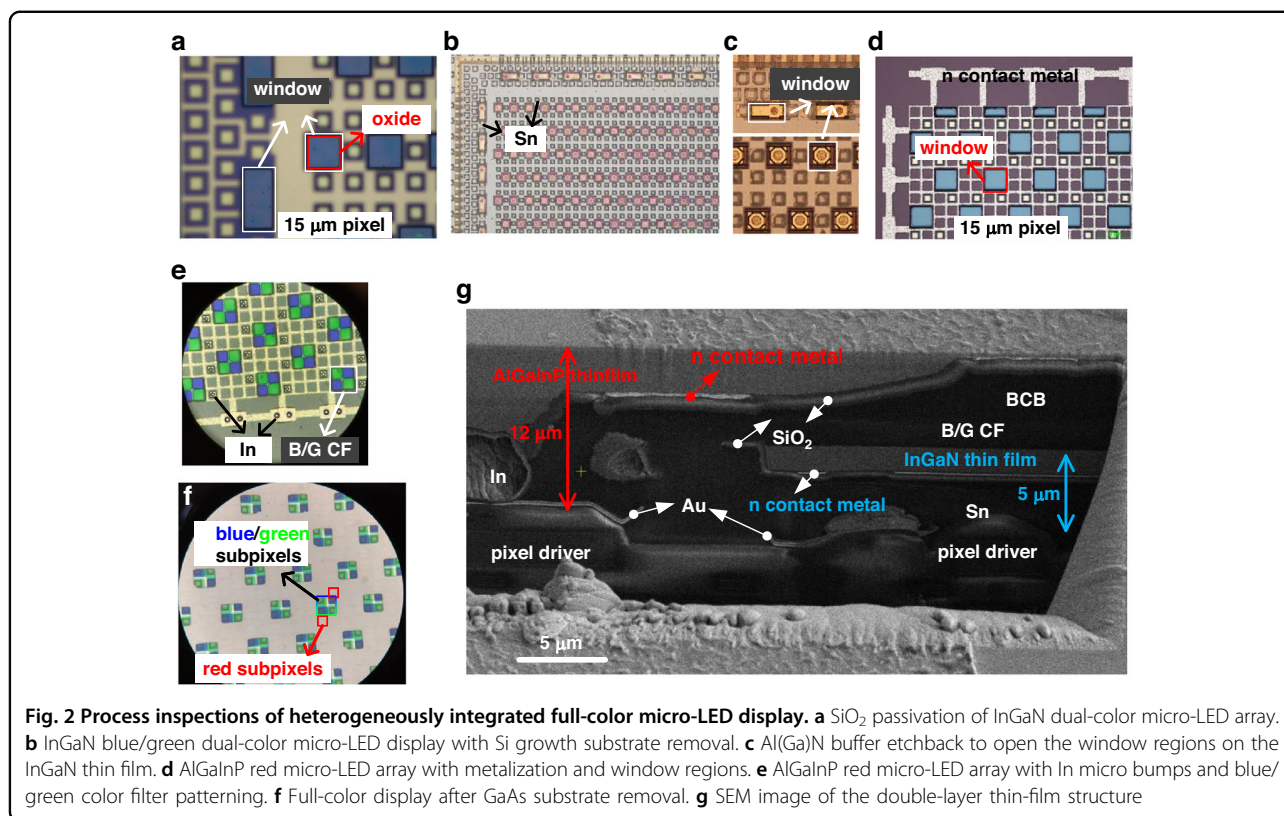 a
window
oxide
15 μm pixel
b
Sn
c
window
d
n contact metal
window
15 μm pixel
e
In
B/G CF
f
blue/green
subpixels
red subpixels
g
n contact metal
AlGaInP thinfilm
BCB
12 μm
SiO₂
B/G CF
InGaN thin film
In
n contact metal
5 μm
Au
Sn
pixel driver
pixel driver
5 μm
Fig. 2 Process inspections of heterogeneously integrated full-color micro-LED display. a SiO₂ passivation of InGaN dual-color micro-LED array.
b InGaN blue/green dual-color micro-LED display with Si growth substrate removal. c Al(Ga)N buffer etchback to open the window regions on the
InGaN thin film. d AlGaInP red micro-LED array with metalization and window regions. e AlGaInP red micro-LED array with In micro bumps and blue/
green color filter patterning. f Full-color display after GaAs substrate removal. g SEM image of the double-layer thin-film structure